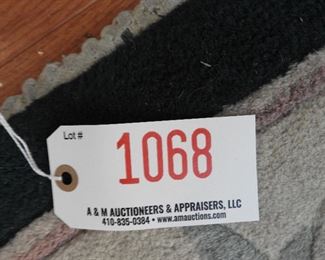 Lot #
1068
A & M AUCTIONEERS & APPRAISERS, LLC
410-835-0384 • www.amauctions.com